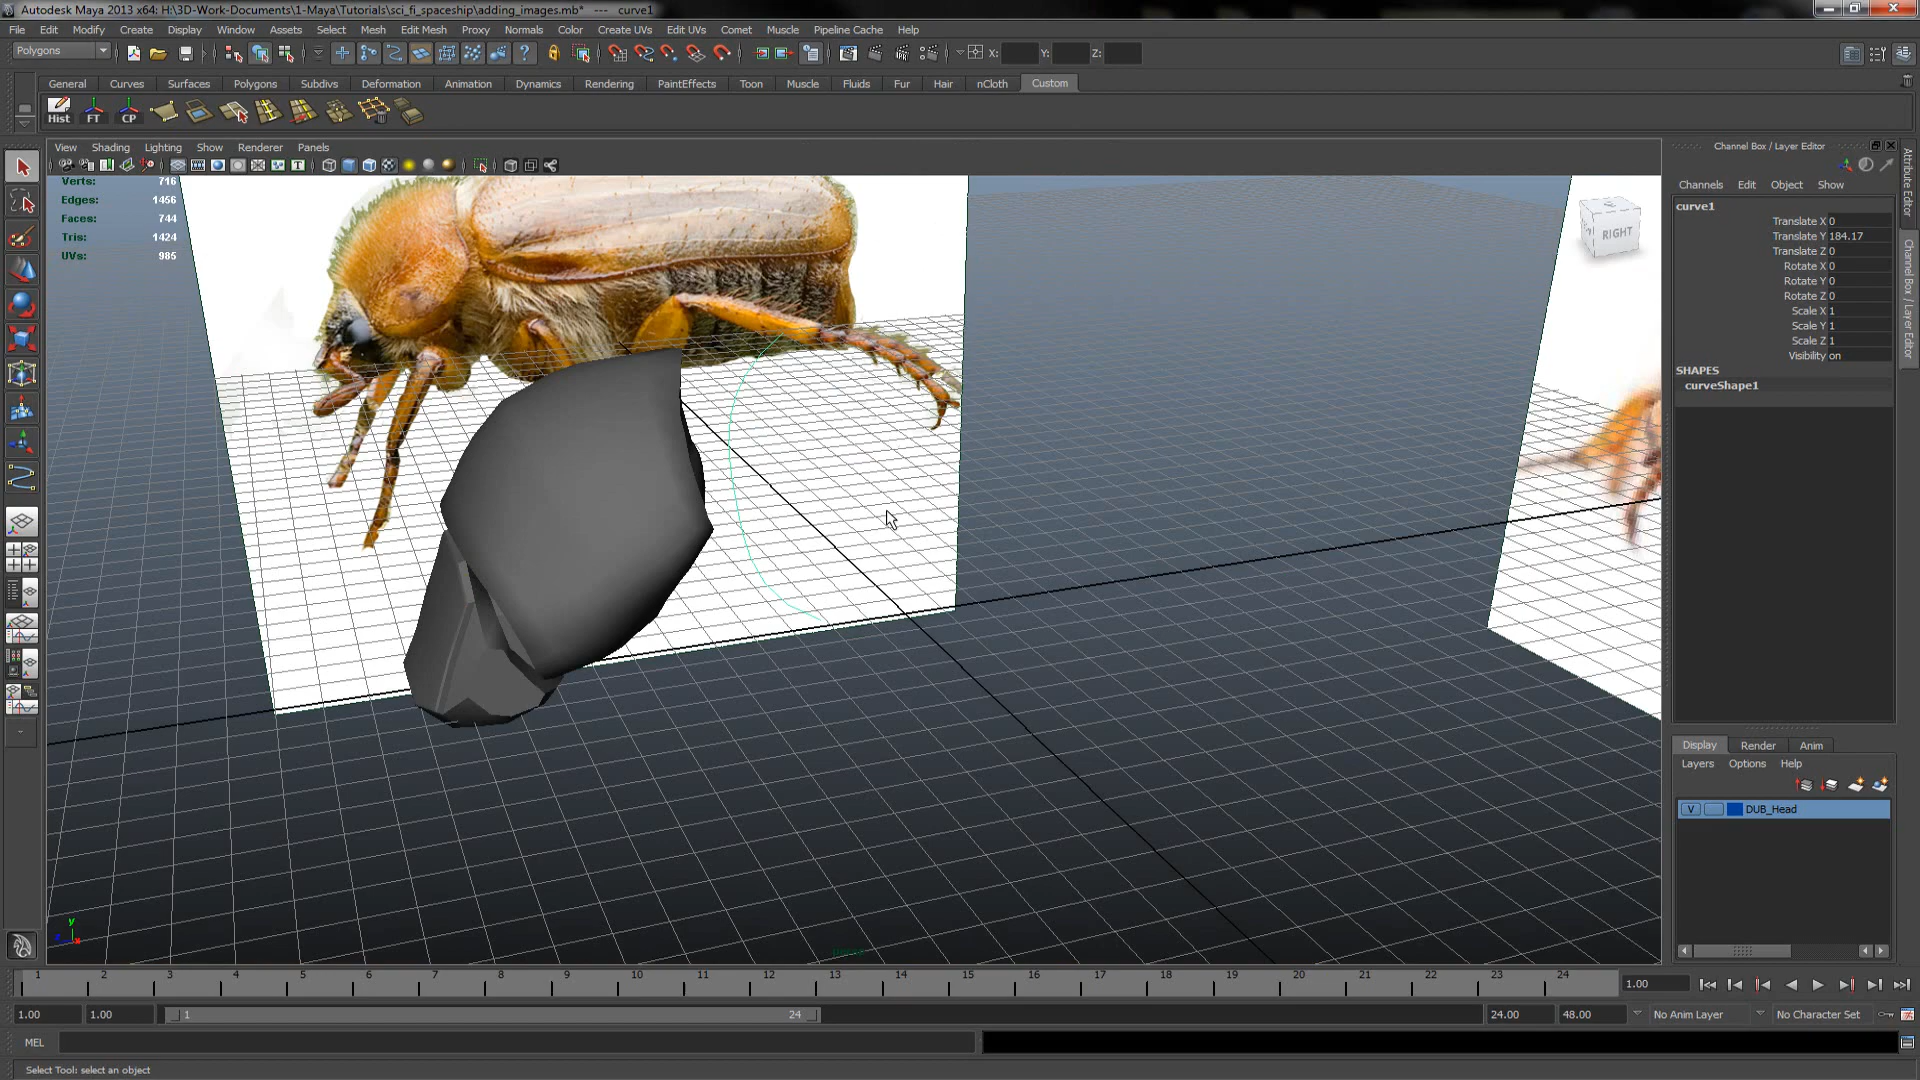 Autodesk Maya 2013 x64: H:\3D-Work-Documents\1-Maya\Tutorials\sci_fi_spaceship\adding_images.mb* --- curve1
File Edit Modify Create Display Window Assets Select Mesh Edit Mesh Proxy Normals Color Create UVs Edit UVs Comet Muscle Pipeline Cache Help
Polygons X: Y: Z:
General Curves Surfaces Polygons Subdivs Deformation Animation Dynamics Rendering PaintEffects Toon Muscle Fluids Fur Hair nCloth Custom
Hist FT CP
View Shading Lighting Show Renderer Panels
Channel Box / Layer Editor
Channels Edit Object Show
Verts: 716
Edges: 1456
Faces: 744
Tris: 1424
UVs: 985
RIGHT
curve1
Translate X 0
Translate Y 184.17
Translate Z 0
Rotate X 0
Rotate Y 0
Rotate Z 0
Scale X 1
Scale Y 1
Scale Z 1
Visibility on
SHAPES
curveShape1
Attribute Editor
Channel Box / Layer Editor
Display Render Anim
Layers Options Help
V DUB_Head
y
1 2 3 4 5 6 7 8 9 10 11 12 13 14 15 16 17 18 19 20 21 22 23 24
1.00
1.00 1.00 1 24 24.00 48.00 No Anim Layer No Character Set
MEL
Select Tool: select an object